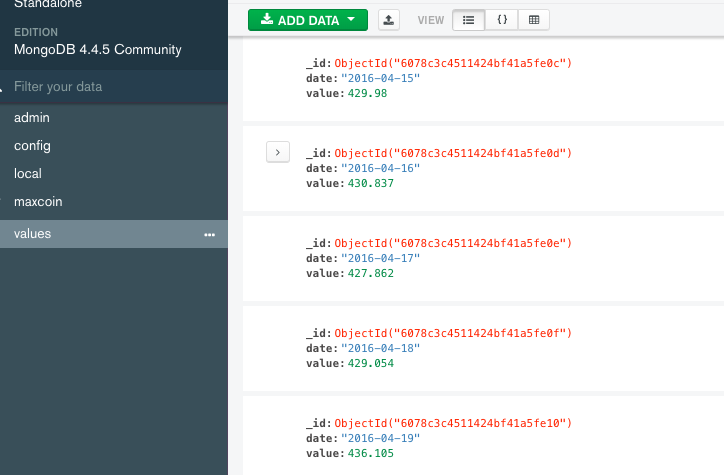 Standalone
EDITION
MongoDB 4.4.5 Community
Filter your data
admin
config
local
maxcoin
values
ADD DATA
VIEW
{}
_id:ObjectId("6078c3c4511424bf41a5fe0c")
date:"2016-04-15"
value:429.98
_id:ObjectId("6078c3c4511424bf41a5fe0d")
date:"2016-04-16"
value:430.837
_id:ObjectId("6078c3c4511424bf41a5fe0e")
date:"2016-04-17"
value:427.862
_id:ObjectId("6078c3c4511424bf41a5fe0f")
date:"2016-04-18"
value:429.054
_id:ObjectId("6078c3c4511424bf41a5fe10")
date:"2016-04-19"
value:436.105